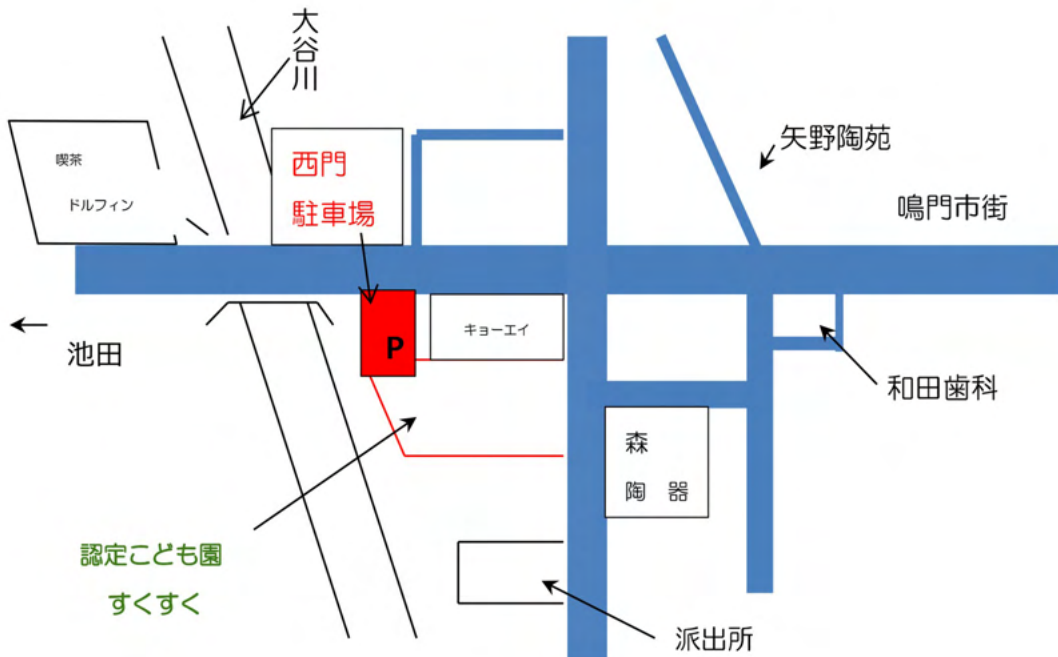 大谷川
喫茶
ドルフィン
西門
駐車場
矢野陶苑
鳴門市街
池田
P
キョーエイ
和田歯科
森
陶 器
認定こども園
すくすく
派出所